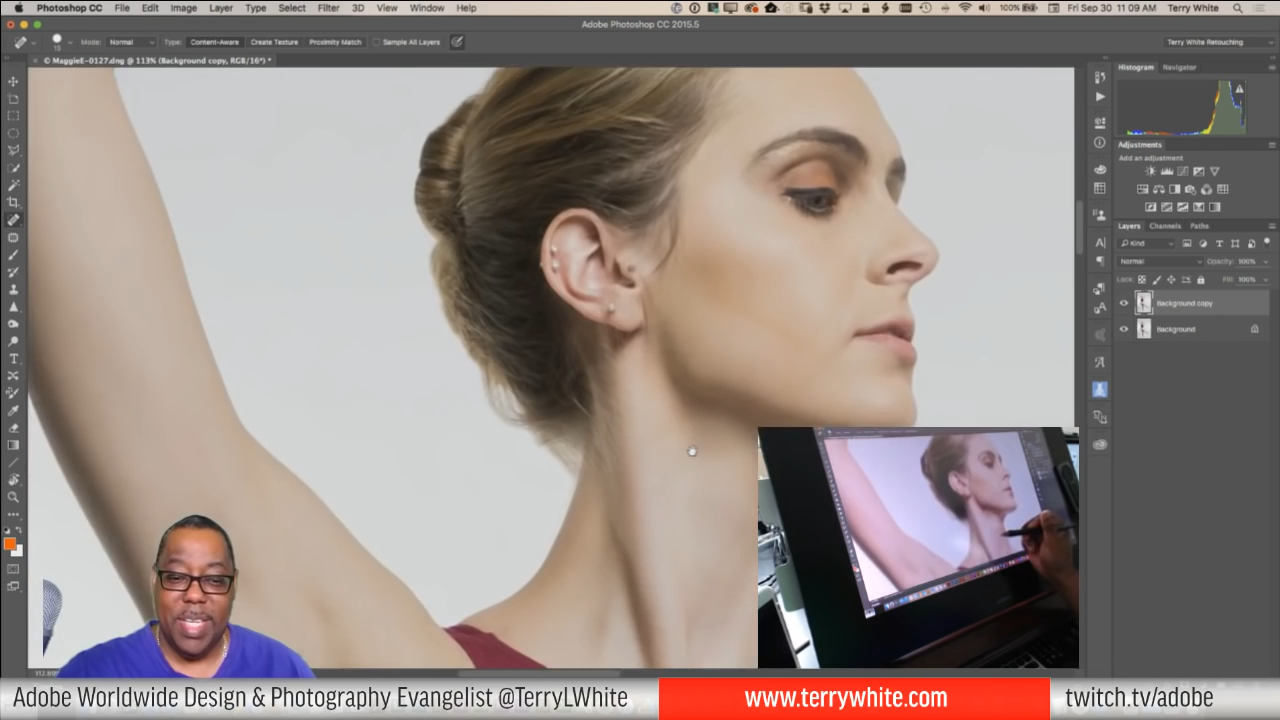 Photoshop CC File Edit Image Layer Type Select Filter 3D View Window Help
100% Fri Sep 30 11:09 AM Terry White
Adobe Photoshop CC 2015.5
15 Mode: Normal Type: Content-Aware Create Texture Proximity Match Sample All Layers
Terry White Retouching
© MaggieE-0127.dng @ 113% (Background copy, RGB/16*) *
Histogram Navigator
Adjustments
Add an adjustment
Layers Channels Paths
Kind
Normal Opacity: 100%
Lock: Fill: 100%
Background copy
Background
Adobe Worldwide Design & Photography Evangelist @TerryLWhite
www.terrywhite.com
twitch.tv/adobe